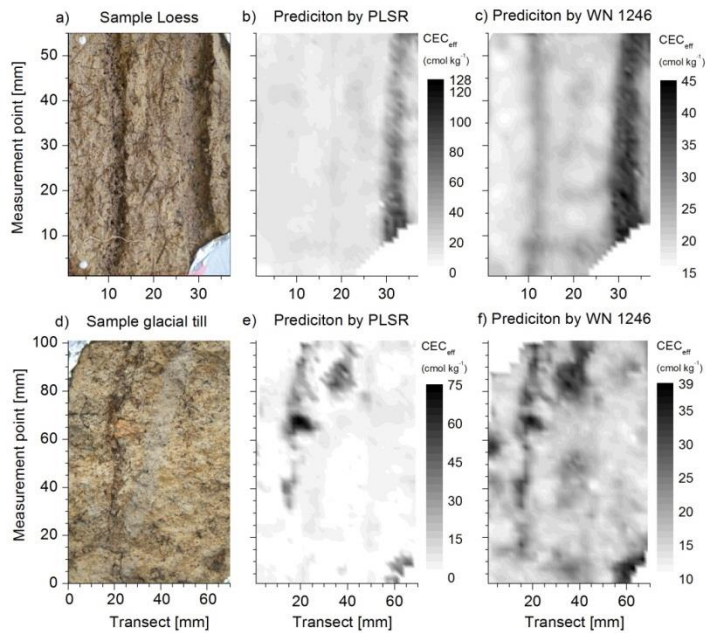 a) Sample Loess
b) Prediciton by PLSR
c) Prediciton by WN 1246
Measurement point [mm]
50
40
30
20
10
10 20 30
10 20 30
10 20 30
CECeff
(cmol kg-1)
128
120
100
80
60
40
20
0
CECeff
(cmol kg-1)
45
40
35
30
25
20
15
d) Sample glacial till
e) Prediciton by PLSR
f) Prediciton by WN 1246
Measurement point [mm]
100
80
60
40
20
0
0 20 40 60
20 40 60
20 40 60
Transect [mm]
Transect [mm]
Transect [mm]
CECeff
(cmol kg-1)
75
60
45
30
15
0
CECeff
(cmol kg-1)
39
35
30
25
20
15
10